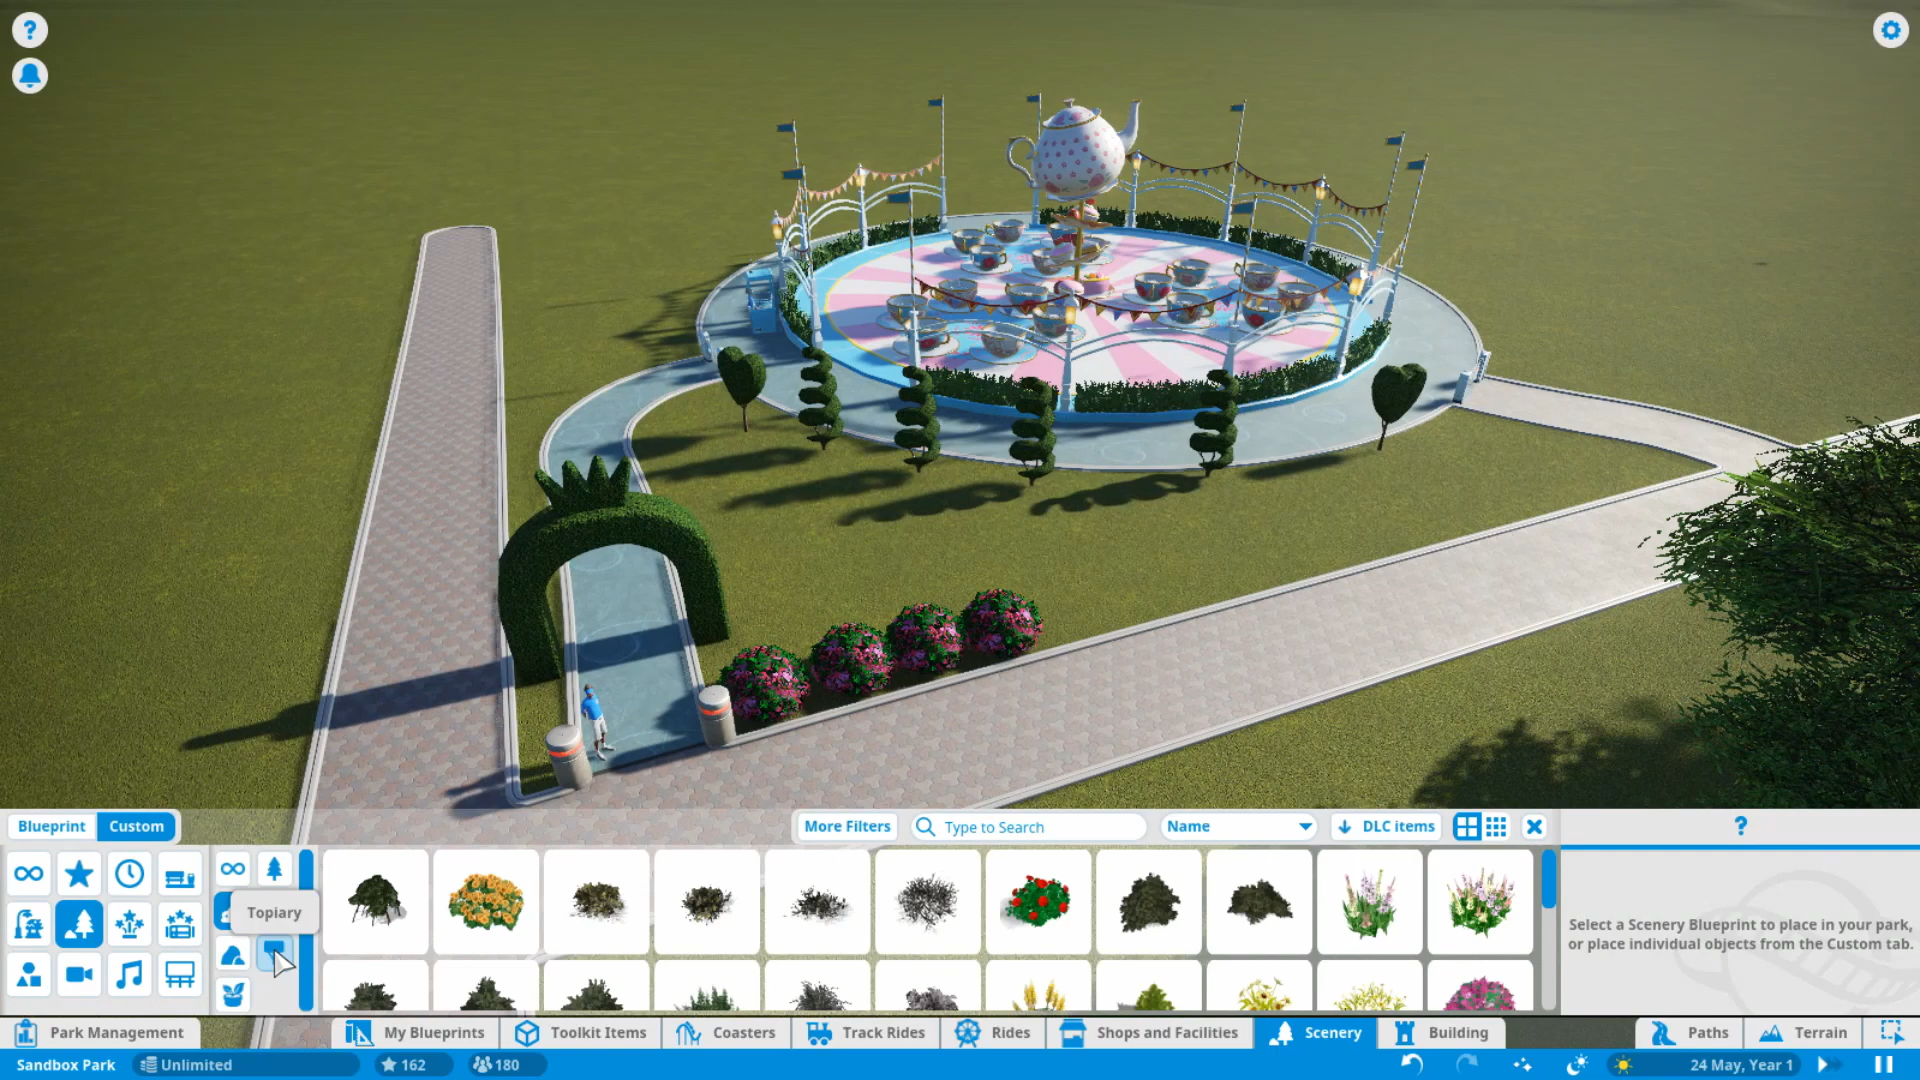 ?
Blueprint
Custom
More Filters
Type to Search
Name
DLC items
?
Topiary
Select a Scenery Blueprint to place in your park,
or place individual objects from the Custom tab.
Park Management
My Blueprints
Toolkit Items
Coasters
Track Rides
Rides
Shops and Facilities
Scenery
Building
Paths
Terrain
Sandbox Park
Unlimited
162
180
24 May, Year 1